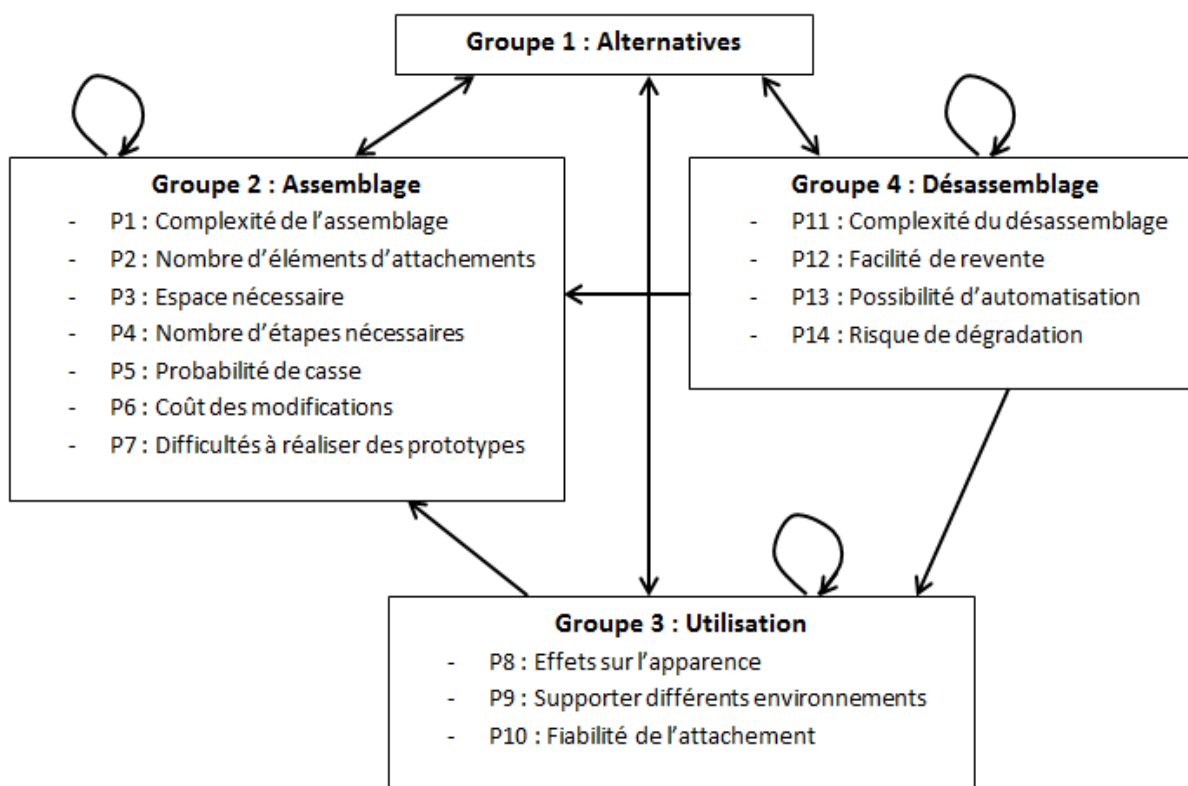 Groupe 1 : Alternatives
Groupe 2 : Assemblage
- P1 : Complexité de l’assemblage
- P2 : Nombre d’éléments d’attachements
- P3 : Espace nécessaire
- P4 : Nombre d’étapes nécessaires
- P5 : Probabilité de casse
- P6 : Coût des modifications
- P7 : Difficultés à réaliser des prototypes
Groupe 4 : Désassemblage
- P11 : Complexité du désassemblage
- P12 : Facilité de revente
- P13 : Possibilité d’automatisation
- P14 : Risque de dégradation
Groupe 3 : Utilisation
- P8 : Effets sur l’apparence
- P9 : Supporter différents environnements
- P10 : Fiabilité de l’attachement